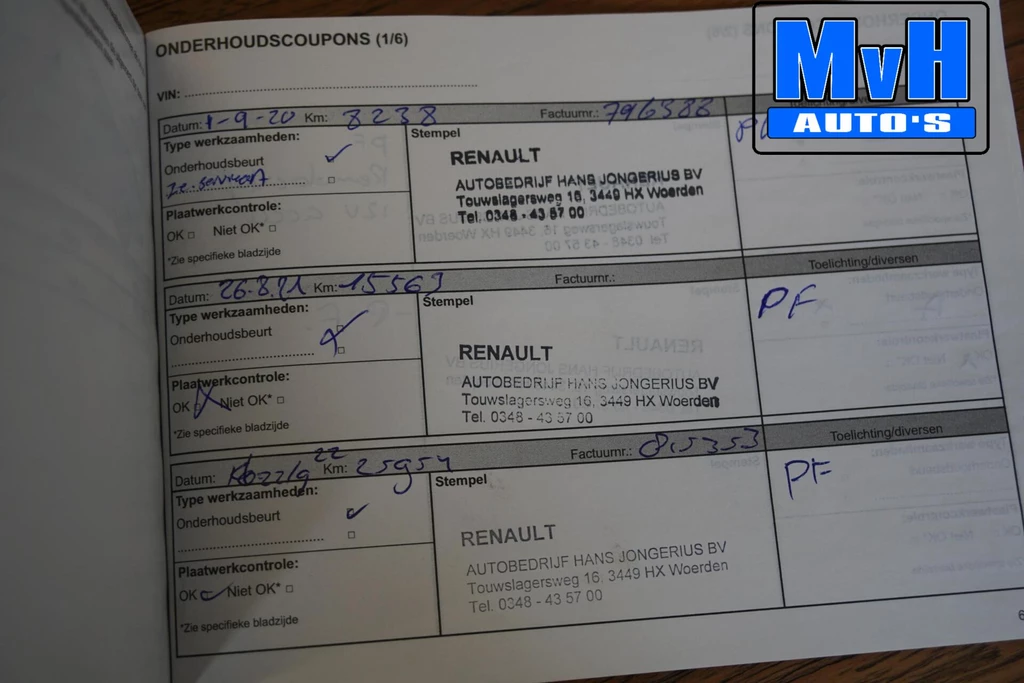 ONDERHOUDSCOUPONS (1/6)
MvH
AUTO'S
VIN:
Datum: 1-9-20 Km: 8238 Factuurnr.: 796388
Type werkzaamheden:
Onderhoudsbeurt
Plaatwerkcontrole:
OK Niet OK*
*Zie specifieke bladzijde
Stempel
RENAULT
AUTOBEDRIJF HANS JONGERIUS BV
Touwslagersweg 16, 3449 HX Woerden
Tel. 0348 - 43 57 00
Datum: 26.8.21 Km: 15563 Factuurnr.:
Toelichting/diversen
Type werkzaamheden:
Onderhoudsbeurt
Plaatwerkcontrole:
OK Niet OK*
*Zie specifieke bladzijde
Stempel
RENAULT
AUTOBEDRIJF HANS JONGERIUS BV
Touwslagersweg 16, 3449 HX Woerden
Tel. 0348 - 43 57 00
PF
Datum: 22 Km: 25954 Factuurnr.: 815353
Toelichting/diversen
Type werkzaamheden:
Onderhoudsbeurt
Plaatwerkcontrole:
OK Niet OK*
*Zie specifieke bladzijde
Stempel
RENAULT
AUTOBEDRIJF HANS JONGERIUS BV
Touwslagersweg 16, 3449 HX Woerden
Tel. 0348 - 43 57 00
PF
6